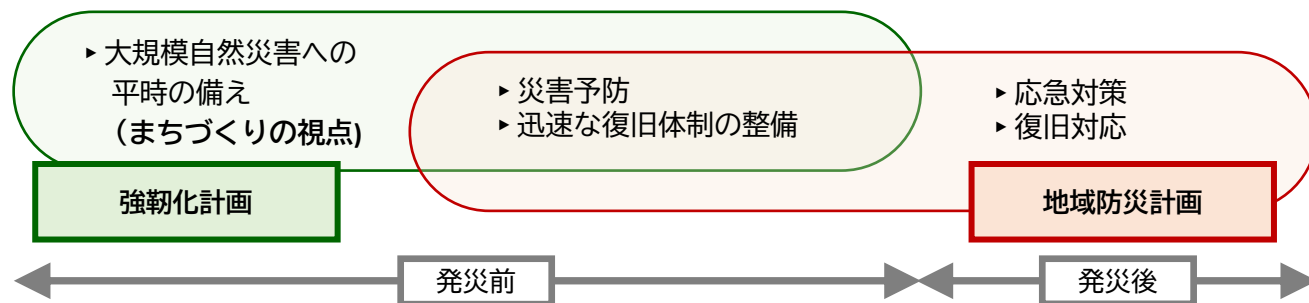 ▸ 大規模自然災害への
平時の備え
（まちづくりの視点)
▸ 災害予防
▸ 迅速な復旧体制の整備
▸ 応急対策
▸ 復旧対応
強靭化計画
地域防災計画
発災前
発災後